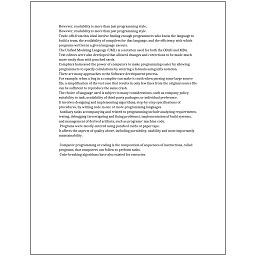 However, readability is more than just programming style.
However, readability is more than just programming style.
Trade-offs from this ideal involve finding enough programmers who know the language to
build a team, the availability of compilers for that language, and the efficiency with which
programs written in a given language execute.
The Unified Modeling Language (UML) is a notation used for both the OOAD and MDA.
Text editors were also developed that allowed changes and corrections to be made much
more easily than with punched cards.
Compilers harnessed the power of computers to make programming easier by allowing
programmers to specify calculations by entering a formula using infix notation.
There are many approaches to the Software development process.
For example, when a bug in a compiler can make it crash when parsing some large source
file, a simplification of the test case that results in only few lines from the original source file
can be sufficient to reproduce the same crash.
The choice of language used is subject to many considerations, such as company policy,
suitability to task, availability of third-party packages, or individual preference.
It involves designing and implementing algorithms, step-by-step specifications of
procedures, by writing code in one or more programming languages.
Auxiliary tasks accompanying and related to programming include analyzing requirements,
testing, debugging (investigating and fixing problems), implementation of build systems,
and management of derived artifacts, such as programs' machine code.
Programs were mostly entered using punched cards or paper tape.
It affects the aspects of quality above, including portability, usability and most importantly
maintainability.
Computer programming or coding is the composition of sequences of instructions, called
programs, that computers can follow to perform tasks.
Code-breaking algorithms have also existed for centuries.